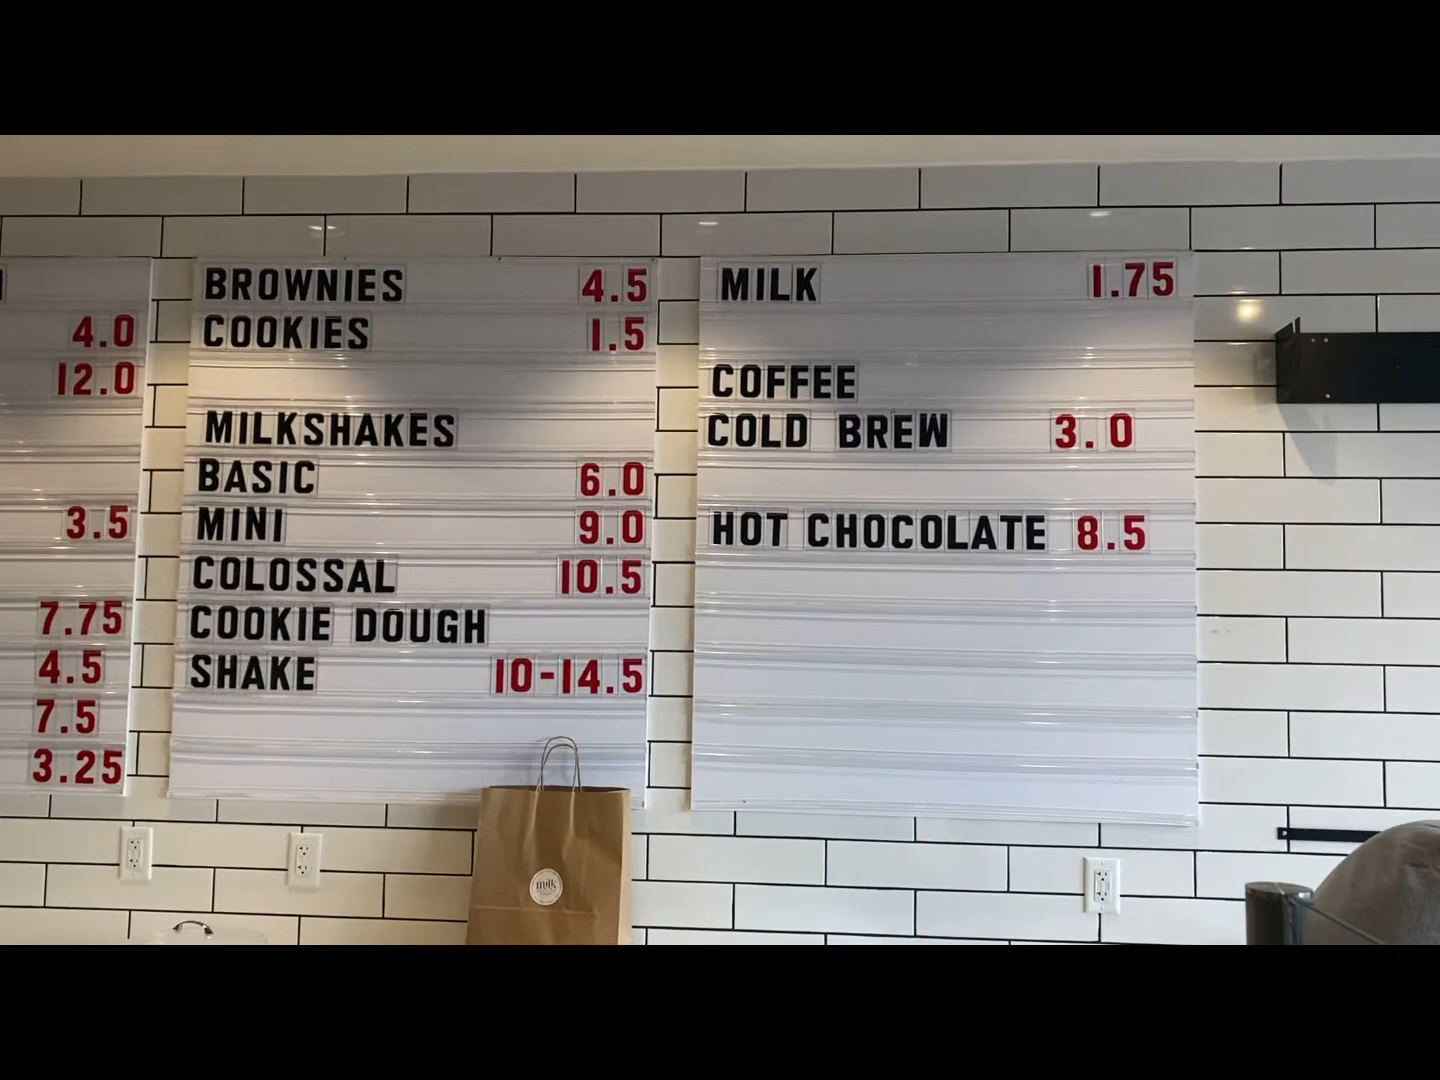 4.0
12.0
3.5
7.75
4.5
7.5
3.25
BROWNIES 4.5
COOKIES 1.5
MILKSHAKES
BASIC 6.0
MINI 9.0
COLOSSAL 10.5
COOKIE DOUGH
SHAKE 10-14.5
MILK 1.75
COFFEE
COLD BREW 3.0
HOT CHOCOLATE 8.5
milk